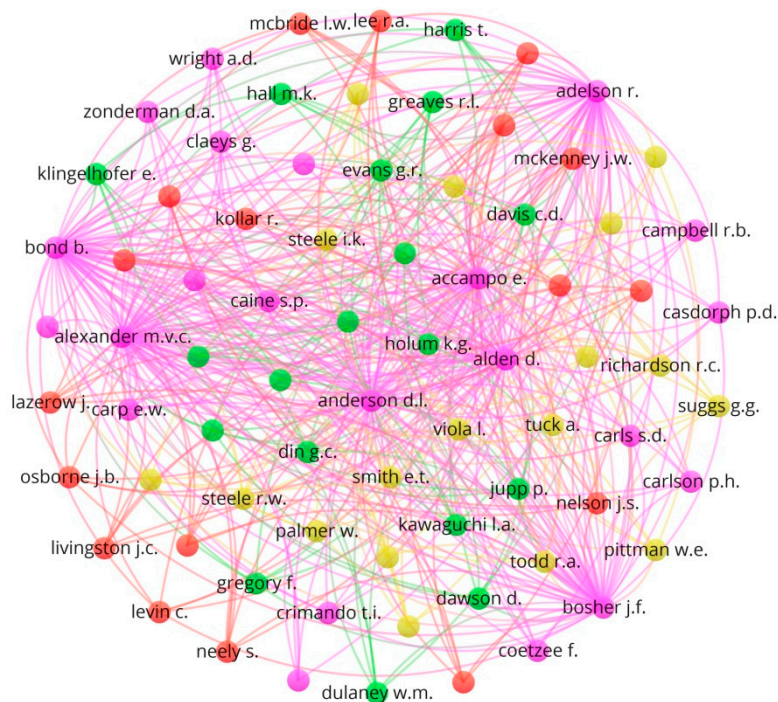 mcbride l.w.
lee r.a.
harris t.
wright a.d.
adelson r.
hall m.k.
greaves r.l.
zonderman d.a.
claeys g.
mckenney j.w.
klingelhofer e.
evans g.r.
kollar r.
davis c.d.
steele i.k.
campbell r.b.
bond b.
accampo e.
caine s.p.
casdorph p.d.
alexander m.v.c.
holum k.g.
alden d.
richardson r.c.
lazerow j.
carp e.w.
anderson d.l.
suggs g.g.
viola l.
tuck a.
carls s.d.
din g.c.
osborne j.b.
smith e.t.
jupp p.
carlson p.h.
steele r.w.
nelson j.s.
palmer w.
kawaguchi l.a.
livingston j.c.
pittman w.e.
todd r.a.
gregory f.
dawson d.
bosher j.f.
levin c.
crimando t.i.
neely s.
coetzee f.
dulaney w.m.